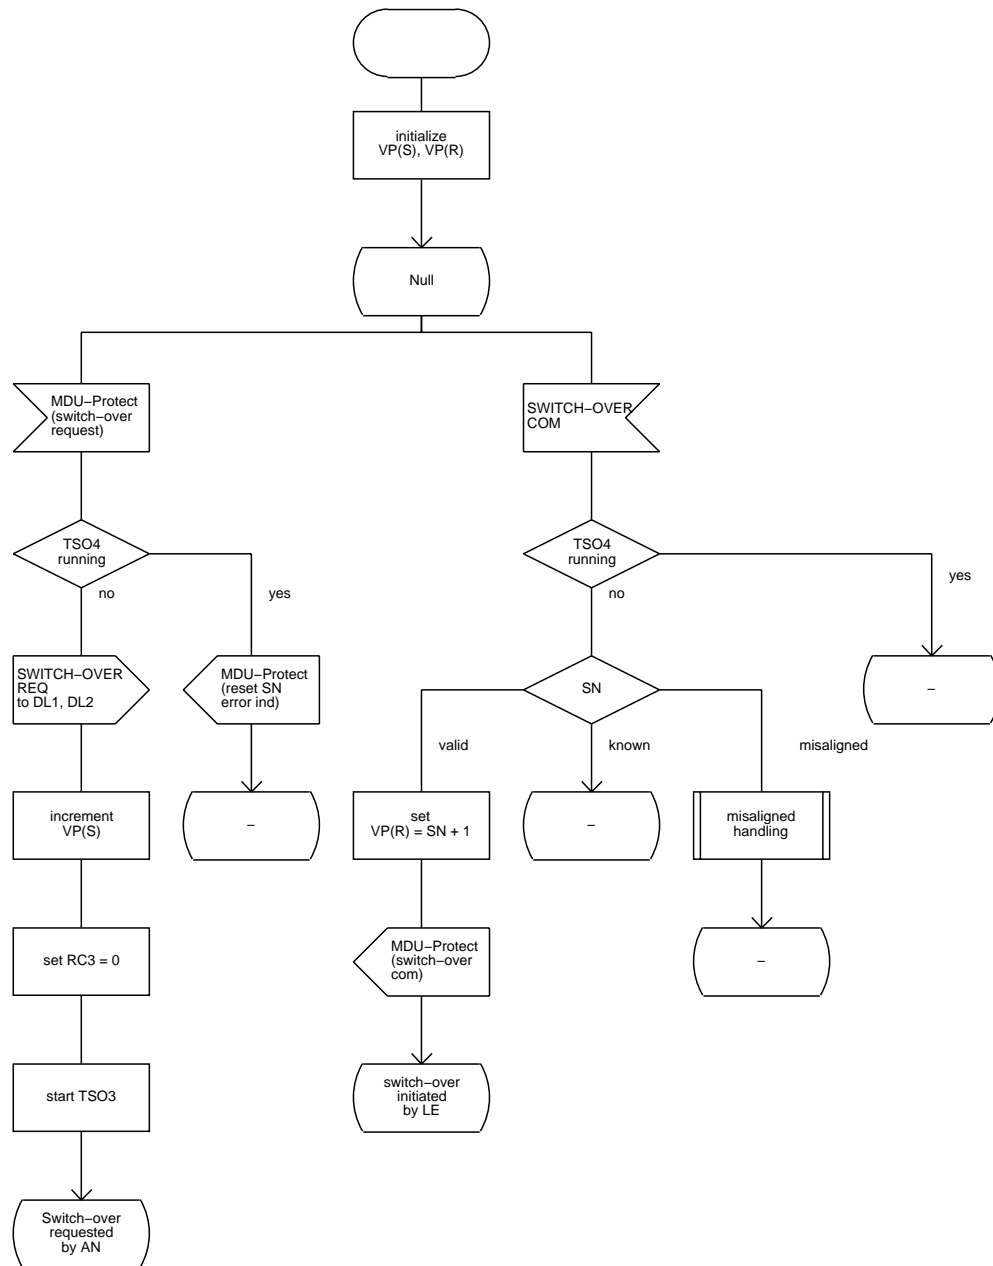 initialize
VP(S), VP(R)
Null
MDU−Protect
(switch−over
request)
SWITCH−OVER
COM
TSO4
running
TSO4
running
no
yes
no
yes
SWITCH−OVER
REQ
to DL1, DL2
MDU−Protect
(reset SN
error ind)
SN
−
valid
known
misaligned
increment
VP(S)
−
set
VP(R) = SN + 1
−
misaligned
handling
set RC3 = 0
MDU−Protect
(switch−over
com)
−
start TSO3
switch−over
initiated
by LE
Switch−over
requested
by AN